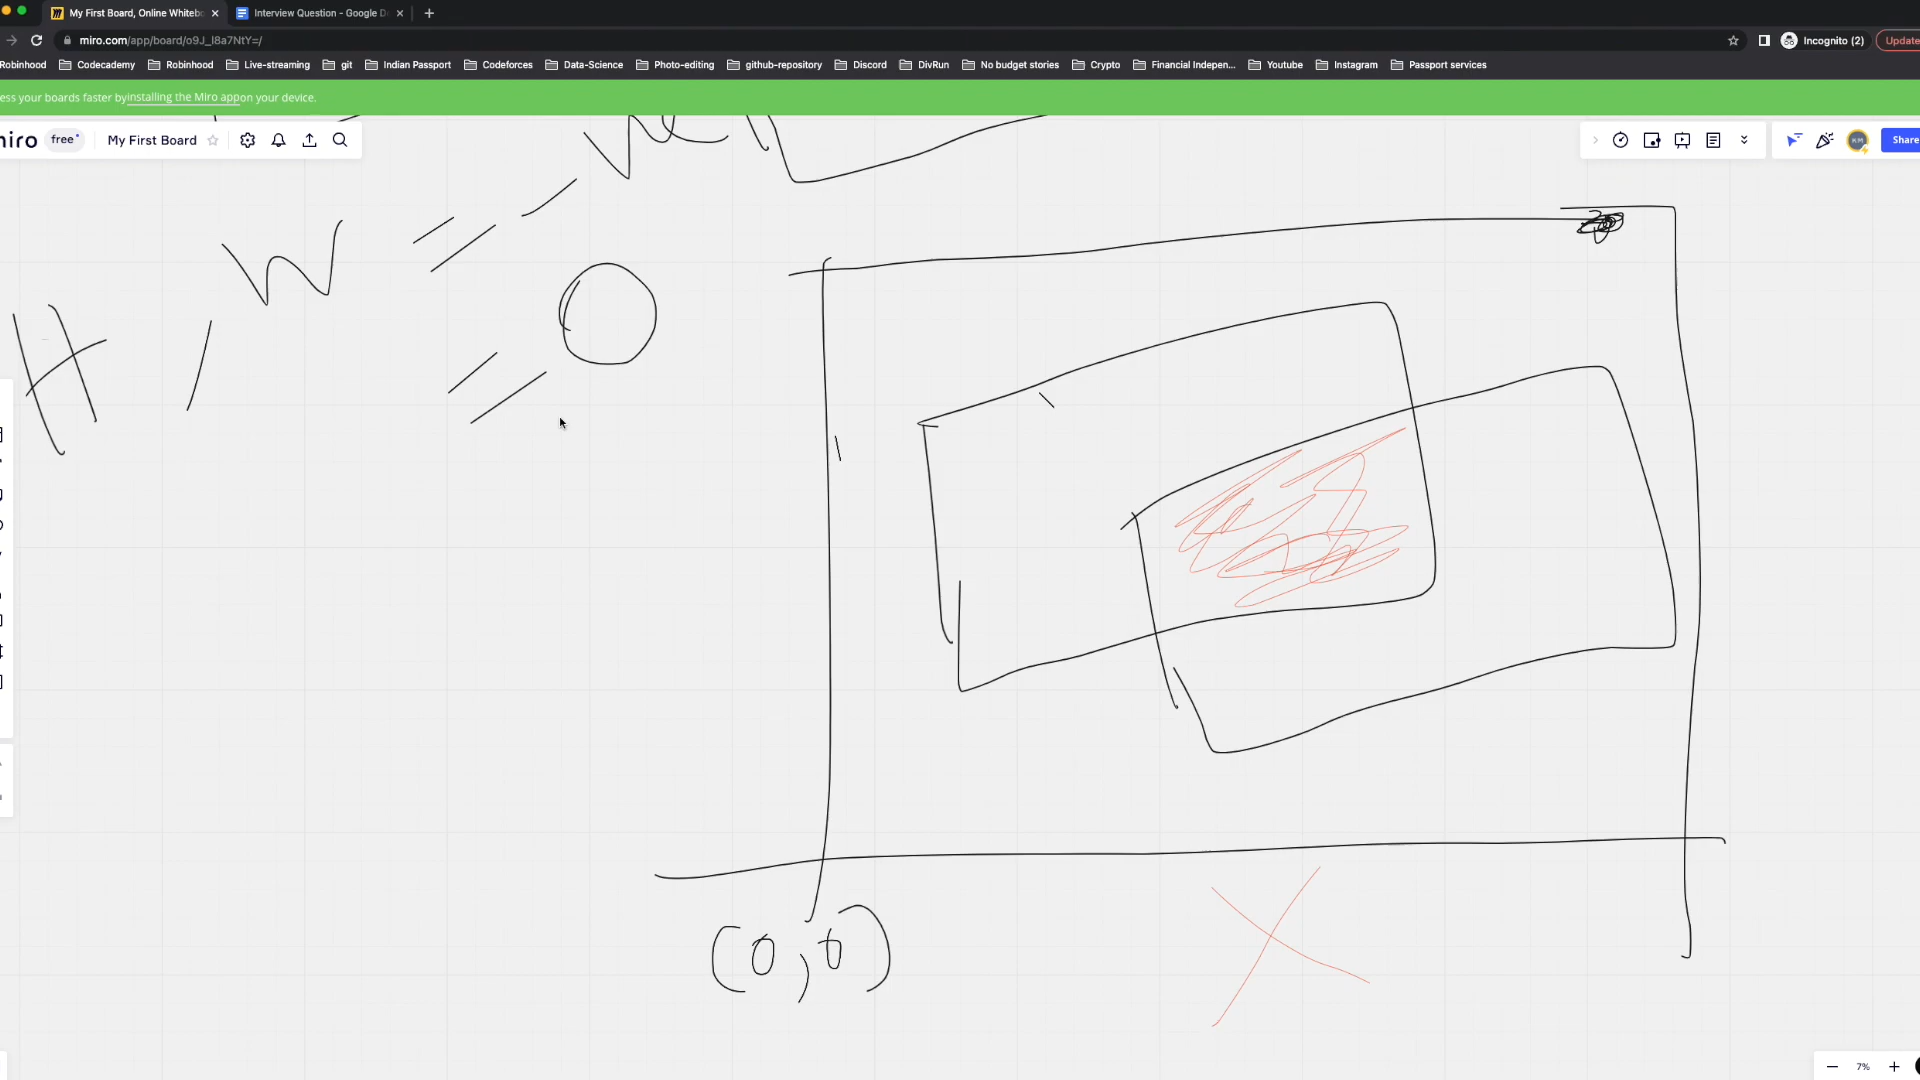 My First Board, Online Whitebo
Interview Question - Google D
miro.com/app/board/o9J_l8a7NtY=/
Incognito (2)
Update
Robinhood
Codecademy
Robinhood
Live-streaming
git
Indian Passport
Codeforces
Data-Science
Photo-editing
github-repository
Discord
DivRun
No budget stories
Crypto
Financial Indepen...
Youtube
Instagram
Passport services
ess your boards faster by installing the Miro app on your device.
miro
free
My First Board
Share
H, W =
=
(0,0)
X
7%